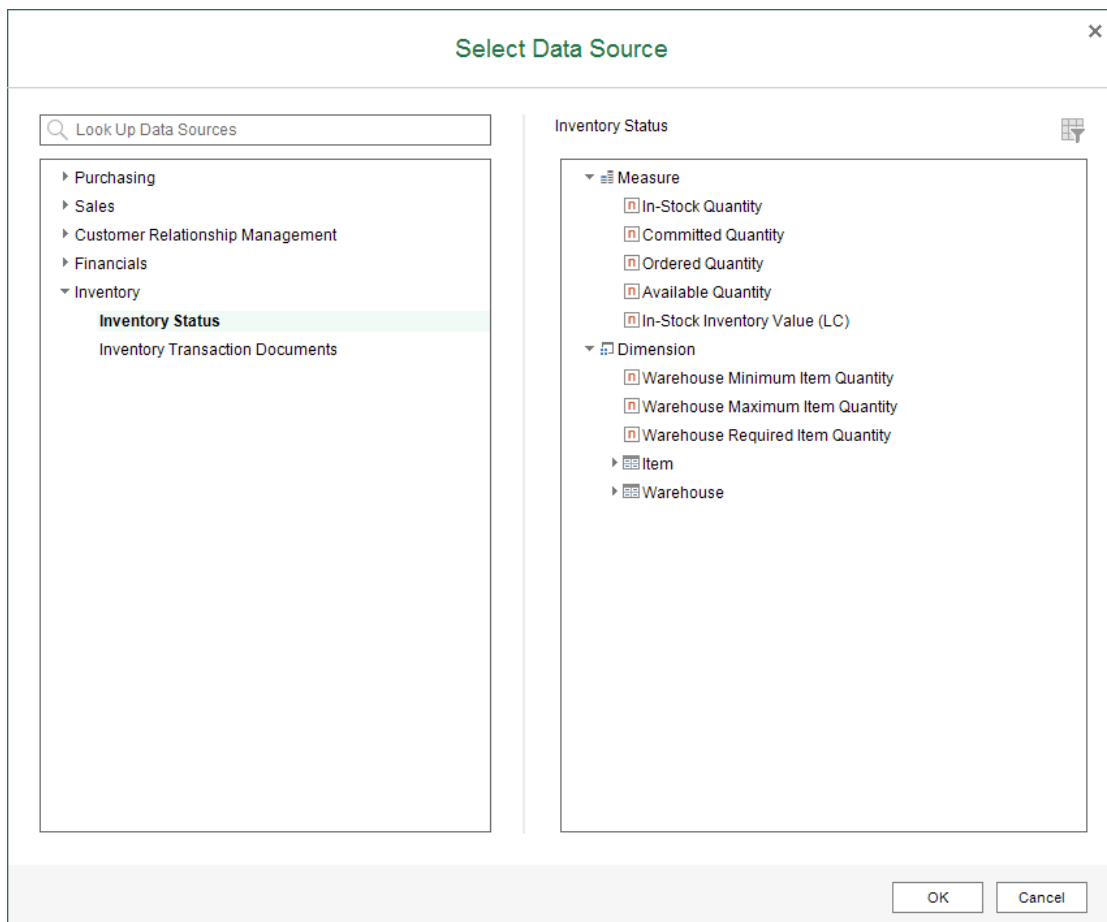 Select Data Source
Look Up Data Sources
Purchasing
Sales
Customer Relationship Management
Financials
Inventory
Inventory Status
Inventory Transaction Documents
Inventory Status
Measure
n In-Stock Quantity
n Committed Quantity
n Ordered Quantity
n Available Quantity
n In-Stock Inventory Value (LC)
Dimension
n Warehouse Minimum Item Quantity
n Warehouse Maximum Item Quantity
n Warehouse Required Item Quantity
Item
Warehouse
OK
Cancel